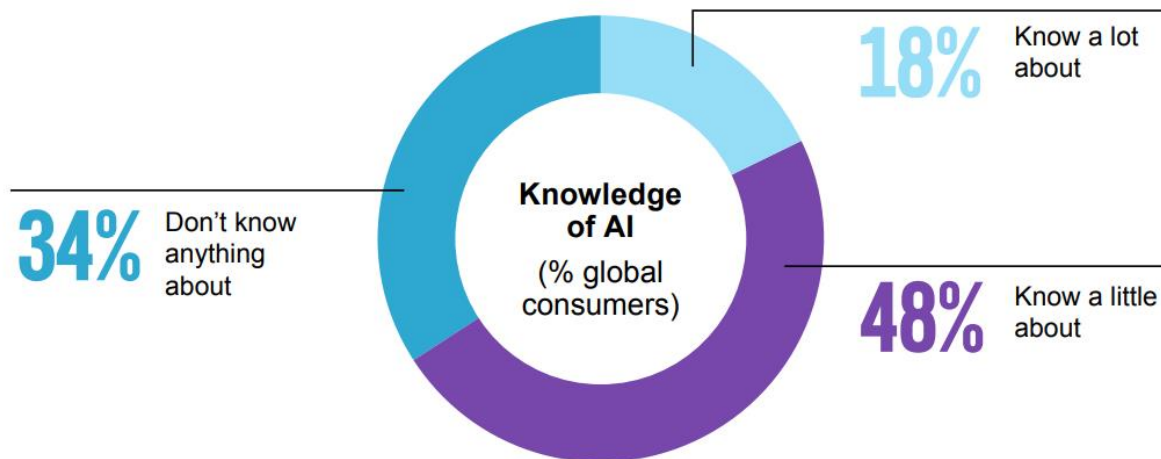 18%
Know a lot
about
Knowledge
of AI
(% global
consumers)
34%
Don't know
anything
about
48%
Know a little
about